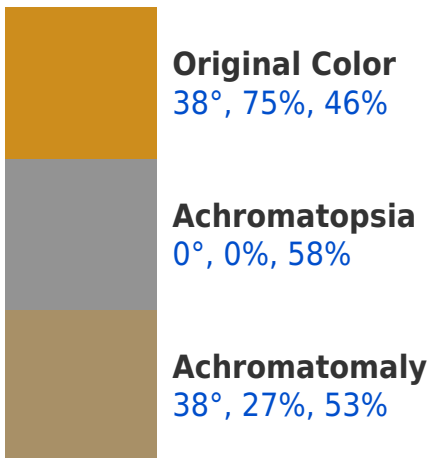 Original Color
38°, 75%, 46%
Achromatopsia
0°, 0%, 58%
Achromatomaly
38°, 27%, 53%